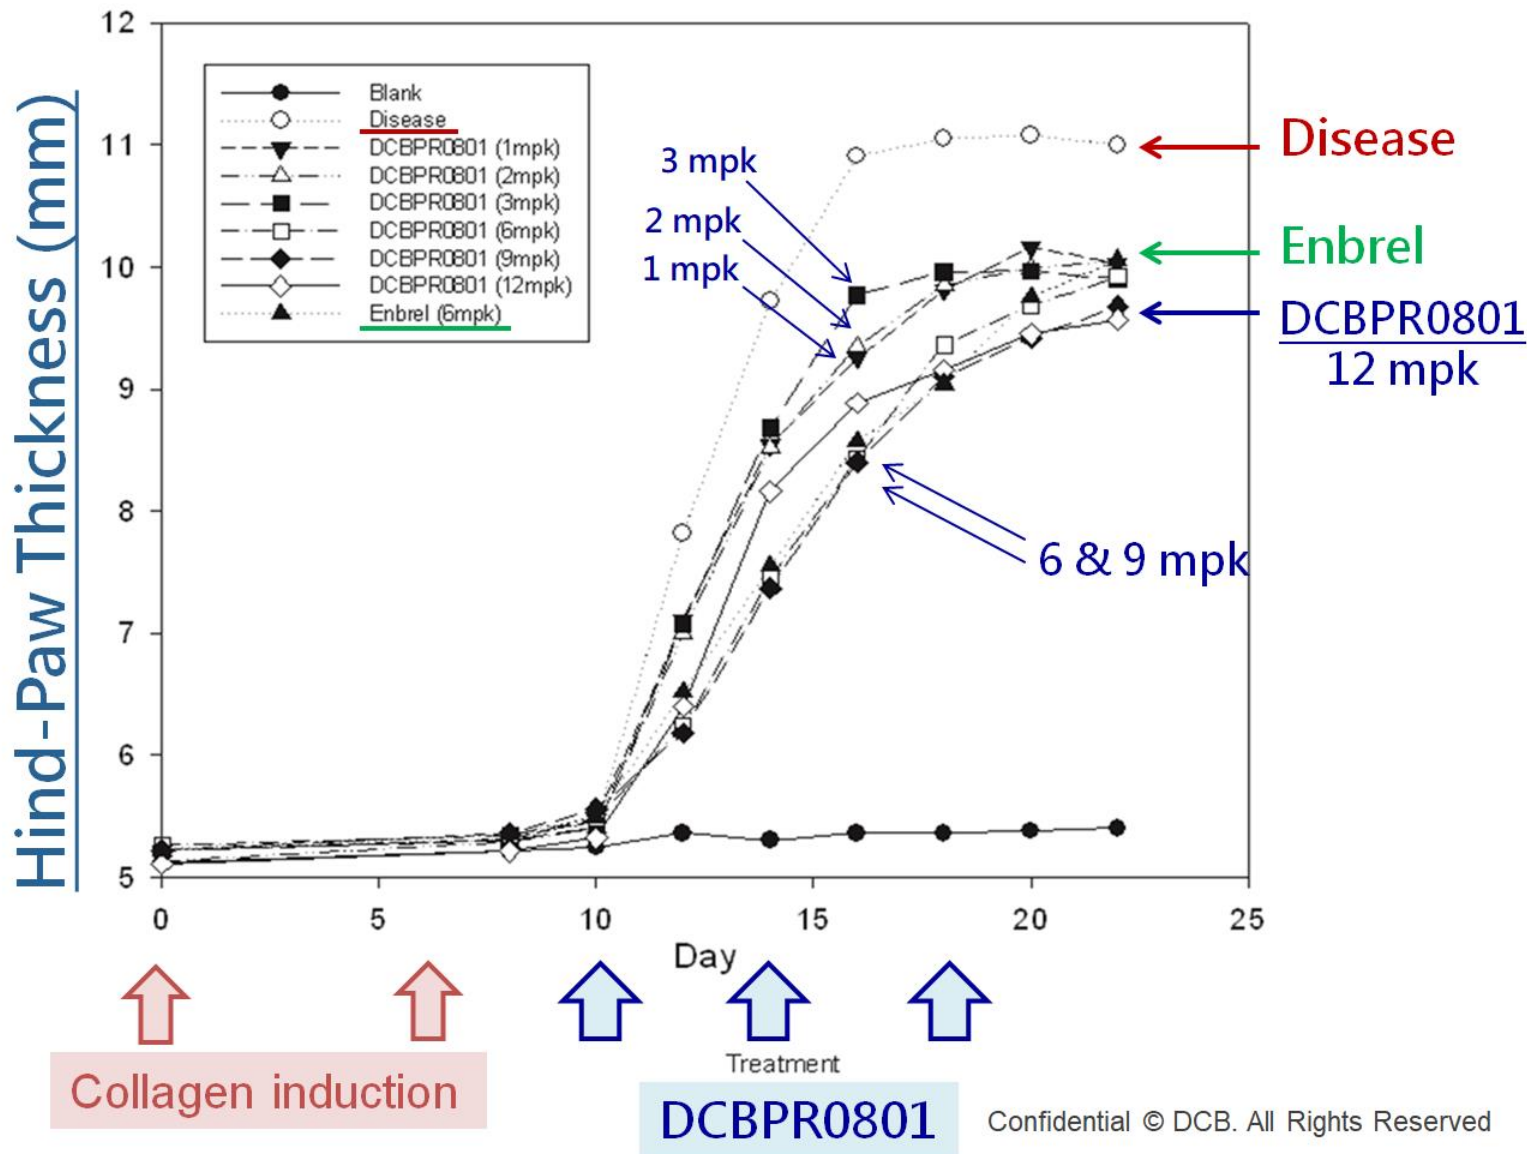 Hind-Paw Thickness (mm)
12
11
10
9
8
7
6
5
Blank
Disease
DCBPR0801 (1mpk)
DCBPR0801 (2mpk)
DCBPR0801 (3mpk)
DCBPR0801 (6mpk)
DCBPR0801 (9mpk)
DCBPR0801 (12mpk)
Enbrel (6mpk)
3 mpk
2 mpk
1 mpk
6 & 9 mpk
Disease
Enbrel
DCBPR0801
12 mpk
0 5 10 15 20 25
Day
Collagen induction
Treatment
DCBPR0801
Confidential © DCB. All Rights Reserved